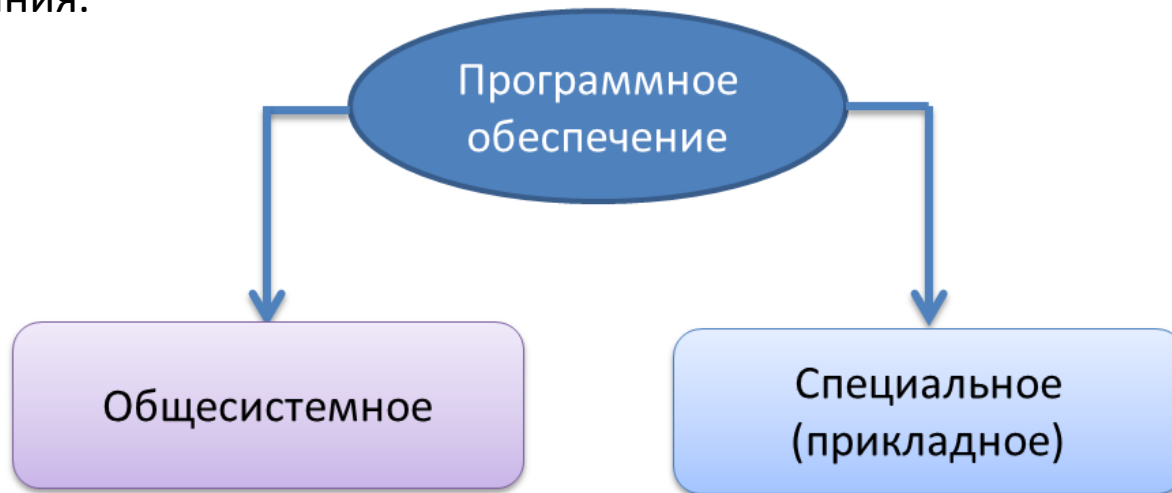 Программное
обеспечение
Общесистемное
Специальное
(прикладное)